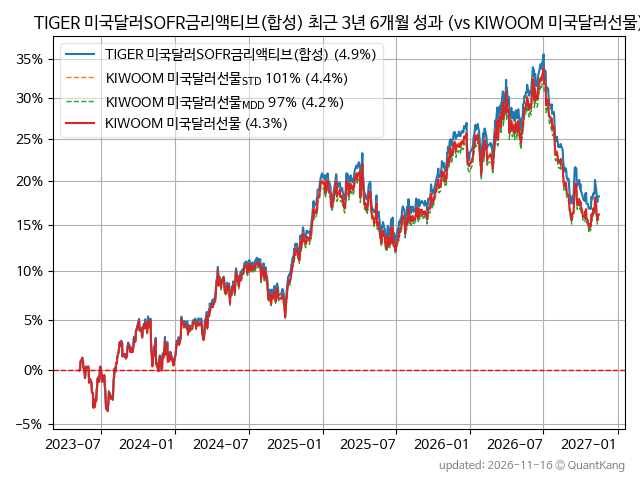 TIGER 미국달러SOFR금리액티브(합성) 최근 3년 6개월 성과 (vs KIWOOM 미국달러선물)
TIGER 미국달러SOFR금리액티브(합성) (4.9%)
KIWOOM 미국달러선물STD 101% (4.4%)
KIWOOM 미국달러선물MDD 97% (4.2%)
KIWOOM 미국달러선물 (4.3%)
35%
30%
25%
20%
15%
10%
5%
0%
−5%
2023-07 2024-01 2024-07 2025-01 2025-07 2026-01 2026-07 2027-01
updated: 2026-11-16 © QuantKang